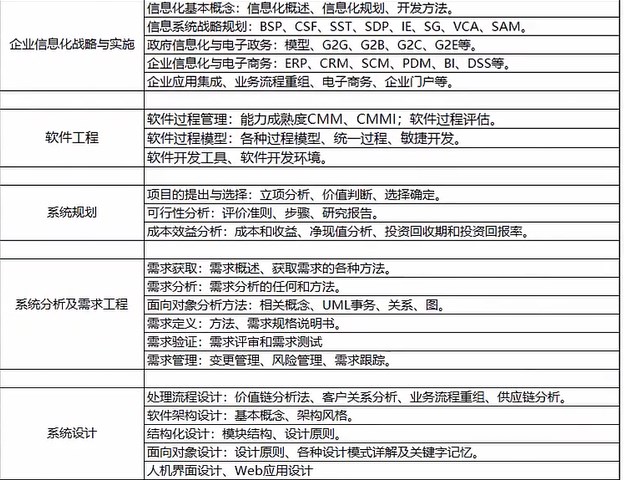 信息化基本概念：信息化概述、信息化规划、开发方法。
信息系统战略规划：BSP、CSF、SST、SDP、IE、SG、VCA、SAM。
企业信息化战略与实施
政府信息化与电子政务：模型、G2G、G2B、G2C、G2E等。
企业信息化与电子商务：ERP、CRM、SCM、PDM、BI、DSS等。
企业应用集成、业务流程重组、电子商务、企业门户等。
软件过程管理：能力成熟度CMM、CMMI；软件过程评估。
软件工程
软件过程模型：各种过程模型、统一过程、敏捷开发。
软件开发工具、软件开发环境。
项目的提出与选择：立项分析、价值判断、选择确定。
系统规划
可行性分析：评价准则、步骤、研究报告。
成本效益分析：成本和收益、净现值分析、投资回收期和投资回报率。
需求获取：需求概述、获取需求的各种方法。
需求分析：需求分析的任何和方法。
系统分析及需求工程
面向对象分析方法：相关概念、UML事务、关系、图。
需求定义：方法、需求规格说明书。
需求验证：需求评审和需求测试
需求管理：变更管理、风险管理、需求跟踪。
处理流程设计：价值链分析法、客户关系分析、业务流程重组、供应链分析。
软件架构设计：基本概念、架构风格。
系统设计
结构化设计：模块结构、设计原则。
面向对象设计：设计原则、各种设计模式详解及关键字记忆。
人机界面设计、Web应用设计